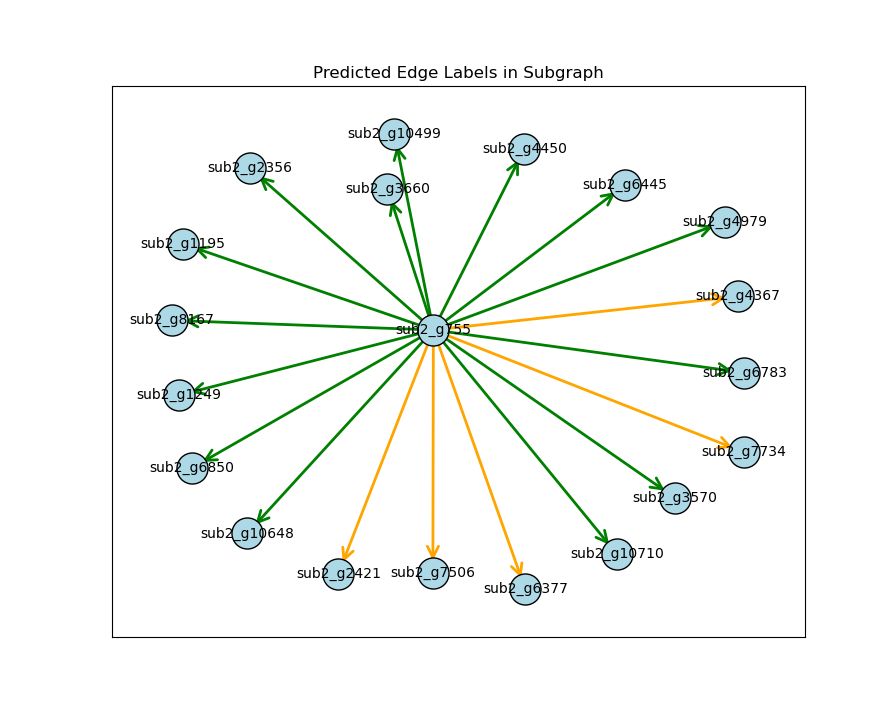 Predicted Edge Labels in Subgraph
sub2_g10499
sub2_g4450
sub2_g2356
sub2_g3660
sub2_g6445
sub2_g4979
sub2_g1195
sub2_g4367
sub2_g8167
sub2_g755
sub2_g6783
sub2_g1249
sub2_g7734
sub2_g6850
sub2_g3570
sub2_g10648
sub2_g10710
sub2_g2421
sub2_g7506
sub2_g6377